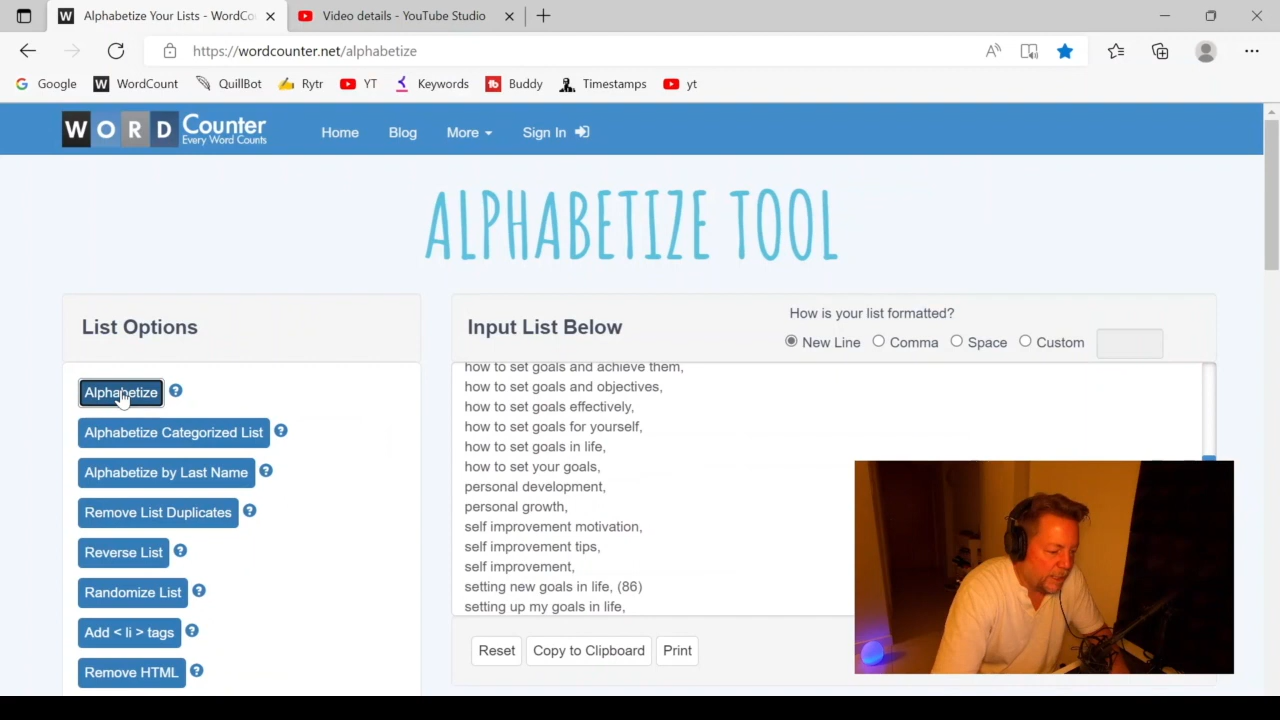 Alphabetize Your Lists - WordCo
Video details - YouTube Studio
https://wordcounter.net/alphabetize
Google
WordCount
QuillBot
Rytr
YT
Keywords
Buddy
Timestamps
yt
WORD Counter
Every Word Counts
Home
Blog
More
Sign In
ALPHABETIZE TOOL
List Options
Input List Below
How is your list formatted?
New Line
Comma
Space
Custom
Alphabetize
Alphabetize Categorized List
Alphabetize by Last Name
Remove List Duplicates
Reverse List
Randomize List
Add < li > tags
Remove HTML
how to set goals and achieve them,
how to set goals and objectives,
how to set goals effectively,
how to set goals for yourself,
how to set goals in life,
how to set your goals,
personal development,
personal growth,
self improvement motivation,
self improvement tips,
self improvement,
setting new goals in life, (86)
setting up my goals in life,
Reset
Copy to Clipboard
Print